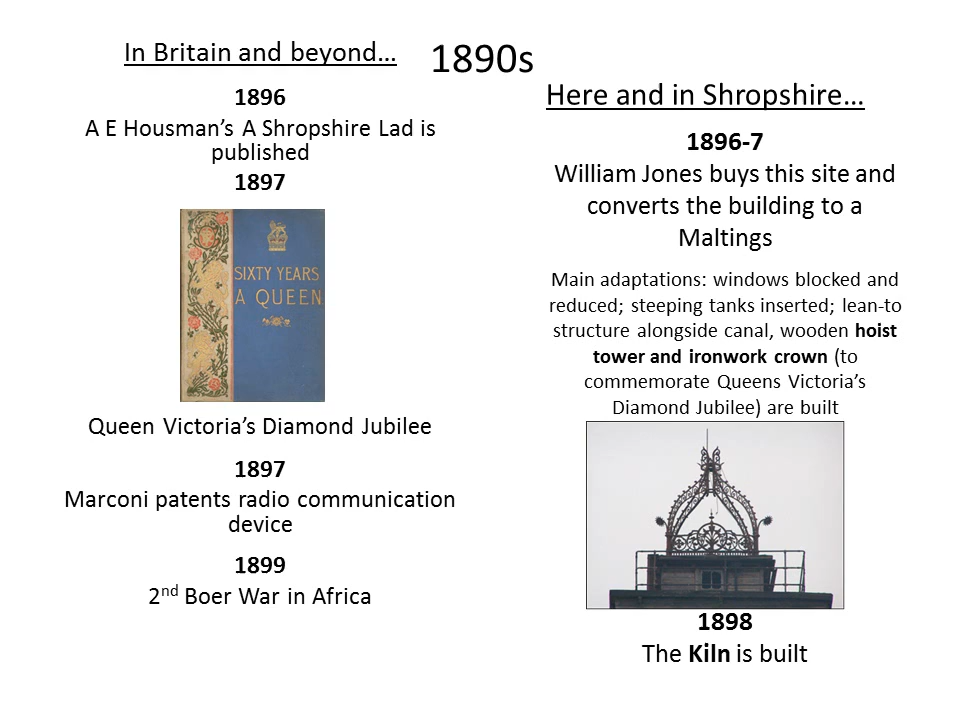 1890s
In Britain and beyond…
1896
A E Housman’s A Shropshire Lad is
published
1897
SIXTY YEARS
A QUEEN
Queen Victoria’s Diamond Jubilee
1897
Marconi patents radio communication
device
1899
2nd Boer War in Africa
Here and in Shropshire…
1896-7
William Jones buys this site and
converts the building to a
Maltings
Main adaptations: windows blocked and
reduced; steeping tanks inserted; lean-to
structure alongside canal, wooden hoist
tower and ironwork crown (to
commemorate Queens Victoria’s
Diamond Jubilee) are built
1898
The Kiln is built